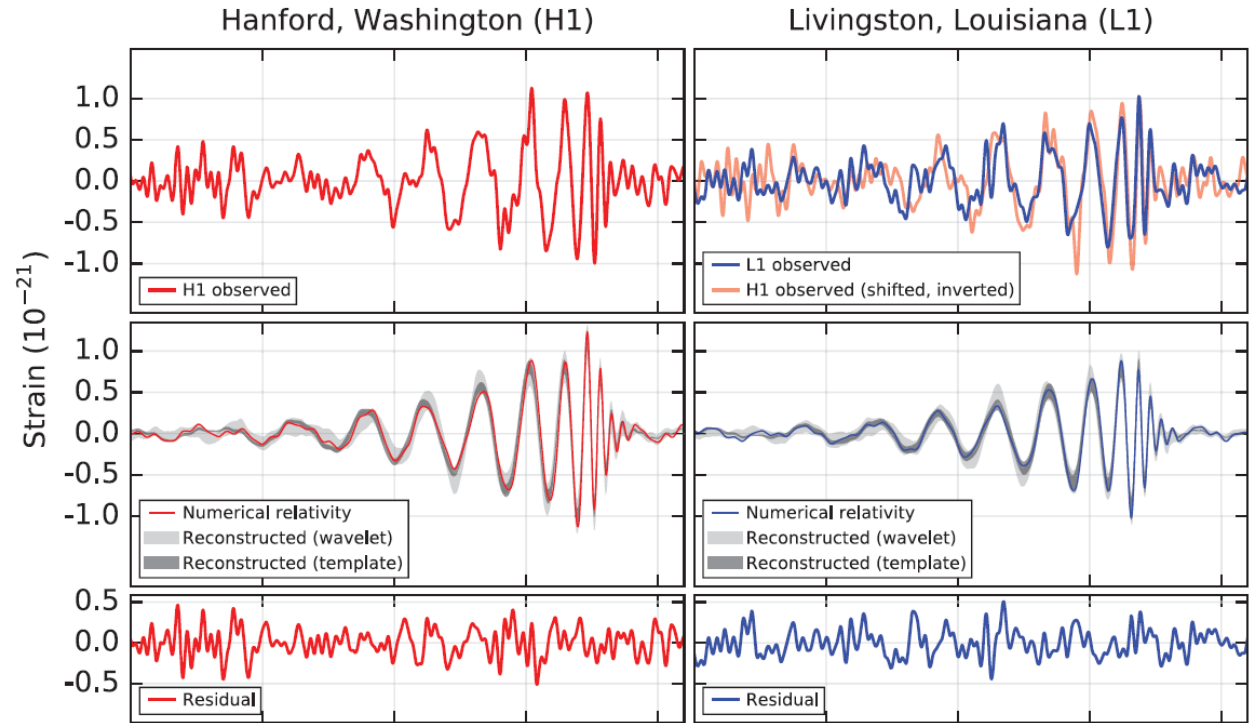 Hanford, Washington (H1)
Livingston, Louisiana (L1)
Strain (10⁻²¹)
1.0
0.5
0.0
-0.5
-1.0
H1 observed
L1 observed
H1 observed (shifted, inverted)
1.0
0.5
0.0
-0.5
-1.0
Numerical relativity
Reconstructed (wavelet)
Reconstructed (template)
Numerical relativity
Reconstructed (wavelet)
Reconstructed (template)
0.5
0.0
-0.5
Residual
Residual